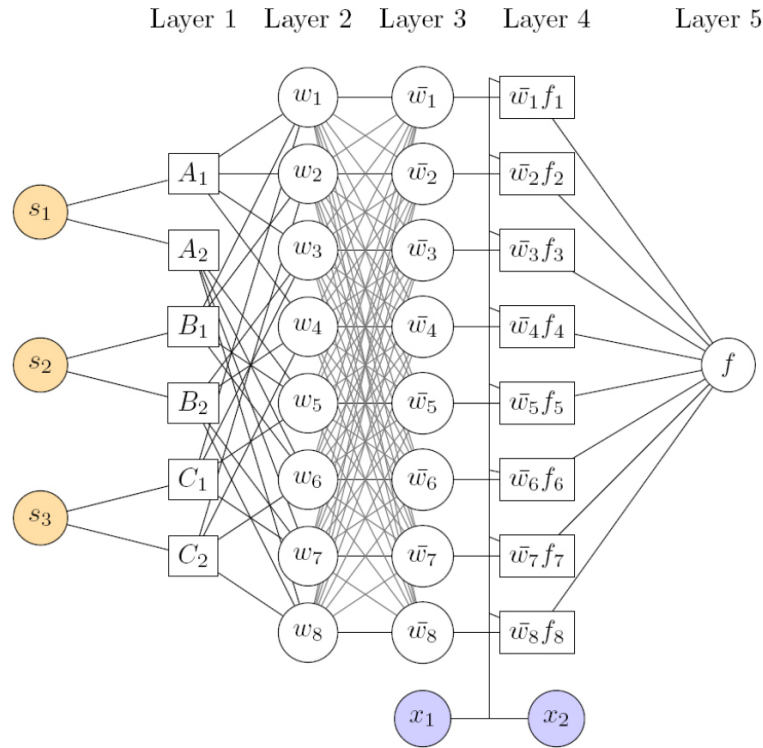 Layer 1 Layer 2 Layer 3 Layer 4 Layer 5
w₁ w̄₁ w̄₁f₁
A₁ w₂ w̄₂ w̄₂f₂
s₁
A₂ w₃ w̄₃ w̄₃f₃
B₁ w₄ w̄₄ w̄₄f₄
s₂ f
B₂ w₅ w̄₅ w̄₅f₅
C₁ w₆ w̄₆ w̄₆f₆
s₃
C₂ w₇ w̄₇ w̄₇f₇
w₈ w̄₈ w̄₈f₈
x₁ x₂